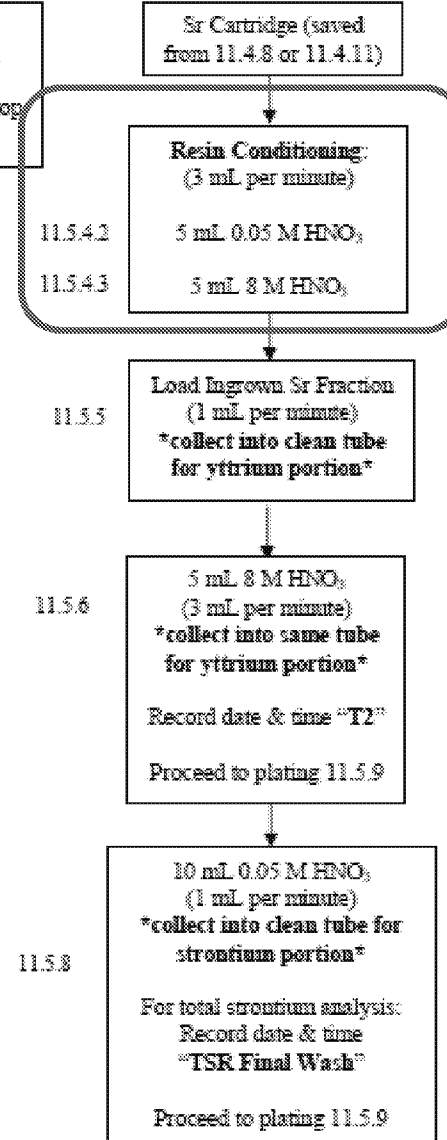 op
Sr Cartridge (saved
from 11.4.8 or 11.4.11)
Resin Conditioning:
(3 mL per minute)
11.5.4.2 5 mL 0.05 M HNO₃
11.5.4.3 5 mL 8 M HNO₃
11.5.5
Load Ingrown Sr Fraction
(1 mL per minute)
*collect into clean tube
for yttrium portion*
11.5.6
5 mL 8 M HNO₃
(3 mL per minute)
*collect into same tube
for yttrium portion*
Record date & time “T2”
Proceed to plating 11.5.9
11.5.8
10 mL 0.05 M HNO₃
(1 mL per minute)
*collect into clean tube for
strontium portion*
For total strontium analysis:
Record date & time
“TSR Final Wash”
Proceed to plating 11.5.9